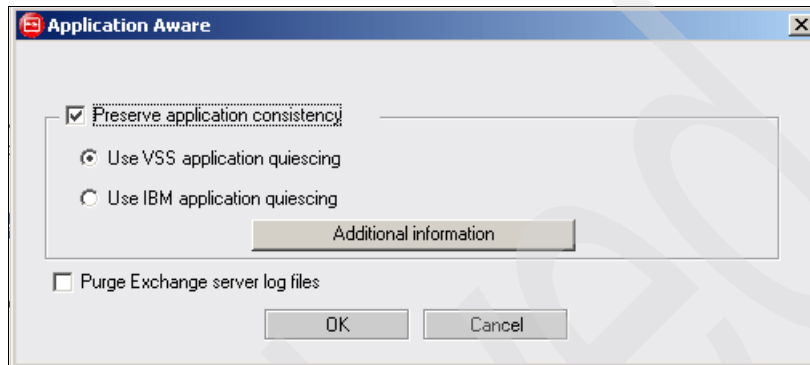 Application Aware
Preserve application consistency
Use VSS application quiescing
Use IBM application quiescing
Additional information
Purge Exchange server log files
OK Cancel